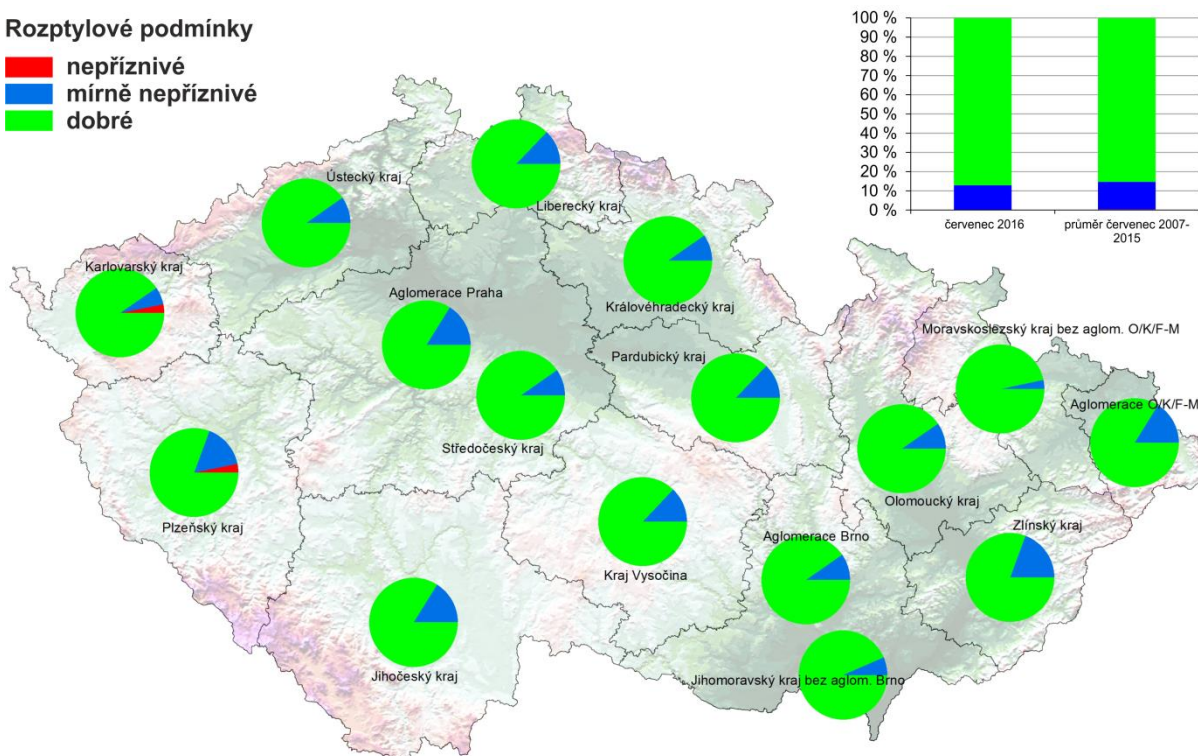 Rozptylové podmínky
nepříznivé
mírně nepříznivé
dobré
100 %
90 %
80 %
70 %
60 %
50 %
40 %
30 %
20 %
10 %
0 %
červenec 2016
průměr červenec 2007-
2015
Ústecký kraj
Liberecký kraj
Karlovarský kraj
Aglomerace Praha
Královéhradecký kraj
Moravskoslezský kraj bez aglom. O/K/F-M
Pardubický kraj
Aglomerace O/K/F-M
Středočeský kraj
Olomoucký kraj
Plzeňský kraj
Zlínský kraj
Aglomerace Brno
Kraj Vysočina
Jihočeský kraj
Jihomoravský kraj bez aglom. Brno